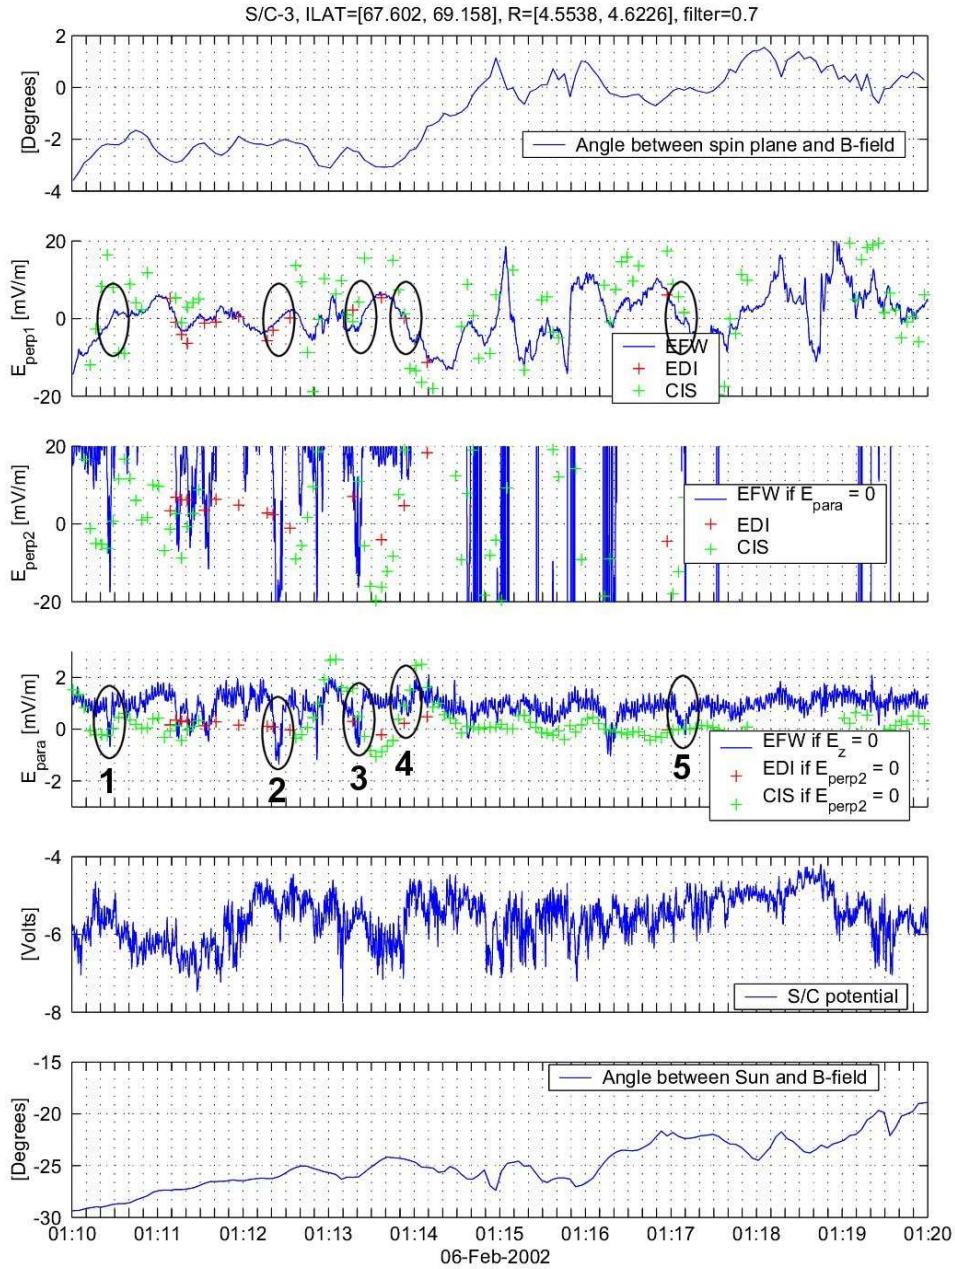 S/C-3, ILAT=[67.602, 69.158], R=[4.5538, 4.6226], filter=0.7
2
0
-2
-4
[Degrees]
Angle between spin plane and B-field
20
0
-20
E_perp1 [mV/m]
EFW
EDI
CIS
20
0
-20
E_perp2 [mV/m]
EFW if E_para = 0
EDI
CIS
2
0
-2
E_para [mV/m]
1
2
3
4
5
EFW if E_z = 0
EDI if E_perp2 = 0
CIS if E_perp2 = 0
-4
-6
-8
[Volts]
S/C potential
-15
-20
-25
-30
[Degrees]
Angle between Sun and B-field
01:10 01:11 01:12 01:13 01:14 01:15 01:16 01:17 01:18 01:19 01:20
06-Feb-2002